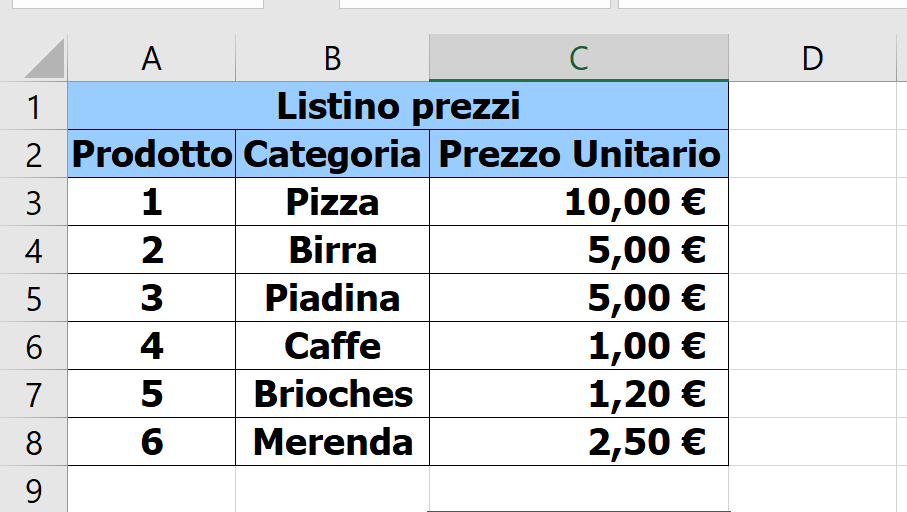 A B C D
1 Listino prezzi
2 Prodotto Categoria Prezzo Unitario
3 1 Pizza 10,00 €
4 2 Birra 5,00 €
5 3 Piadina 5,00 €
6 4 Caffe 1,00 €
7 5 Brioches 1,20 €
8 6 Merenda 2,50 €
9